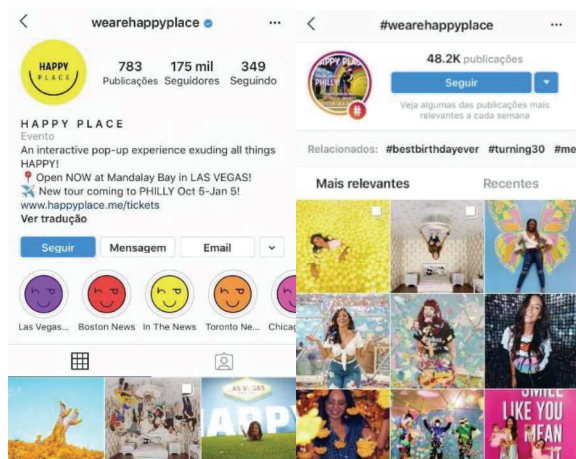 wearehappyplace
...
HAPPY
PLACE
783 175 mil 349
Publicações Seguidores Seguindo
HAPPY PLACE
Evento
An interactive pop-up experience exuding all things
HAPPY!
📍 Open NOW at Mandalay Bay in LAS VEGAS!
✈️ New tour coming to PHILLY Oct 5-Jan 5!
www.happyplace.me/tickets
Ver tradução
Seguir Mensagem Email
Las Vegas... Boston News In The News Toronto Ne... Chicag
LAS VEGAS
HAPPY
#wearehappyplace
...
HAPPY PLACE
PHILLY
#
48.2K publicações
Seguir
Veja algumas das publicações mais
relevantes a cada semana
Relacionados: #bestbirthdayever #turning30 #me
Mais relevantes Recentes
SMILE
LIKE YOU
MEAN
IT